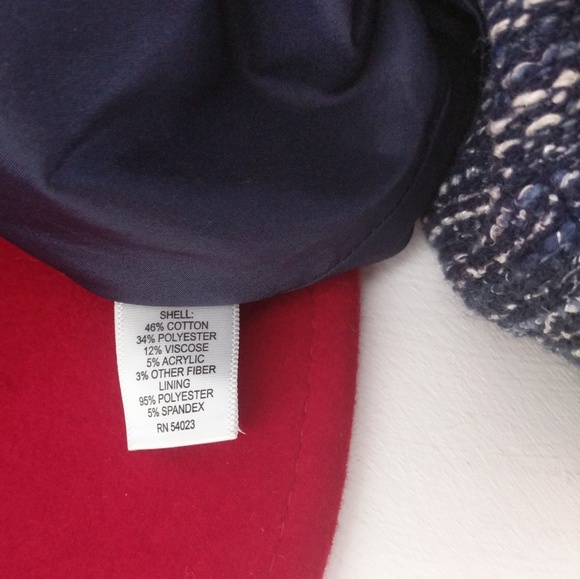 SHELL:
46% COTTON
34% POLYESTER
12% VISCOSE
5% ACRYLIC
3% OTHER FIBER
LINING
95% POLYESTER
5% SPANDEX
RN 54023